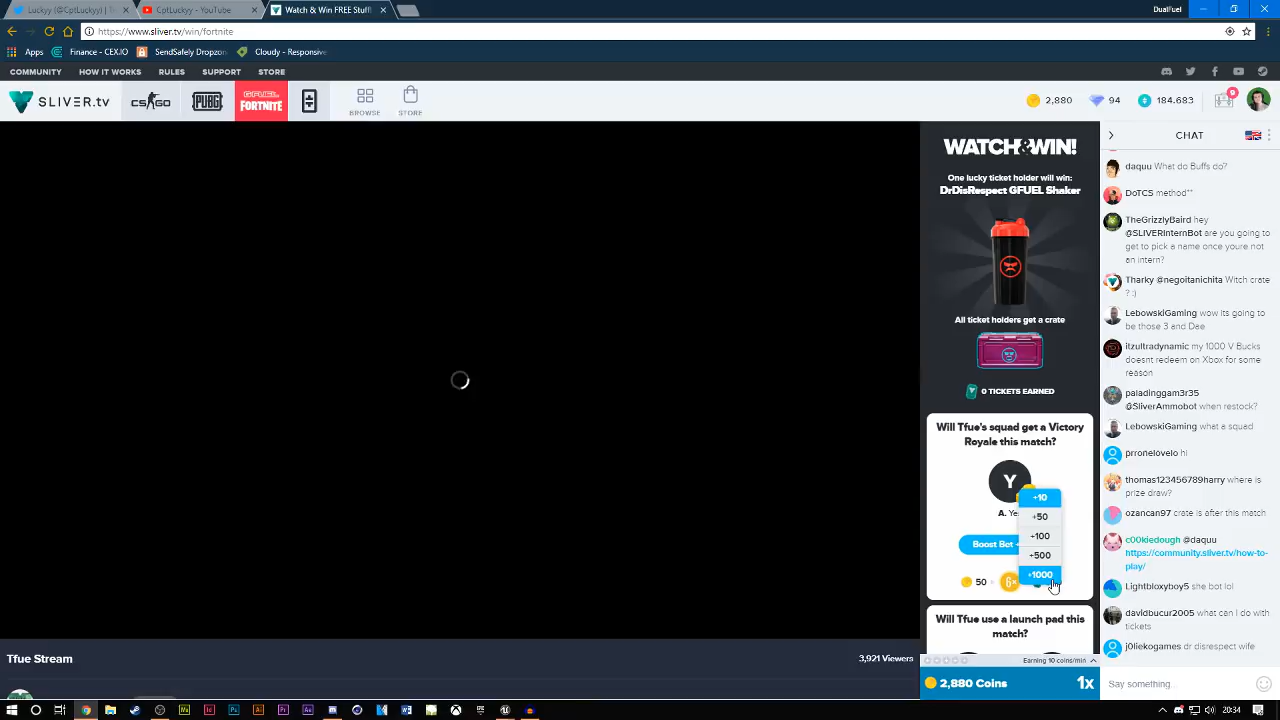 Luckyy (@CptLuckyy) | T
CptLuckyy - YouTube
Watch & Win FREE Stuff
DuallFuel
https://www.sliver.tv/win/fortnite
Apps
Finance - CEX.IO
SendSafely Dropzon
Cloudy - Responsive
COMMUNITY
HOW IT WORKS
RULES
SUPPORT
STORE
SLIVER.tv
CS:GO
PUBG
GFUEL
FORTNITE
BROWSE
STORE
2,880
94
184.683
WATCH&WIN!
One lucky ticket holder will win:
DrDisRespect GFUEL Shaker
All ticket holders get a crate
0 TICKETS EARNED
Will Tfue's squad get a Victory
Royale this match?
Y
A. Yes
+10
+50
+100
+500
+1000
Boost Bet +
50
6x
Will Tfue use a launch pad this
match?
Earning 10 coins/min
2,880 Coins
1x
Tfue Stream
3,921 Viewers
CHAT
daquu What do Buffs do?
DoTCS method**
TheGrizzlyBaird hey
@SLIVERInternBot are you going to
get to pick a name once youre not
an intern?
Tharky @negoitanichita Witch crate
? :)
LebowskiGaming wow its going to
be those 3 and Dae
itzultradynamic my 1000 V Bucks
doesnt redeem on Xbox for some
reason
paladinggam3r35
@SliverAmmobot when restock?
LebowskiGaming what a squad
prronelovelo hi
thomas123456789harry where is
prize draw?
ozancan97 crate is after this match
c00kiedough @daquu
https://community.sliver.tv/how-to-
play/
Lightbloxyboy5 she bot lol
davidbucur2005 what can I do with
tickets
j0liekogames dr disrespect wife
Say something...
20:34